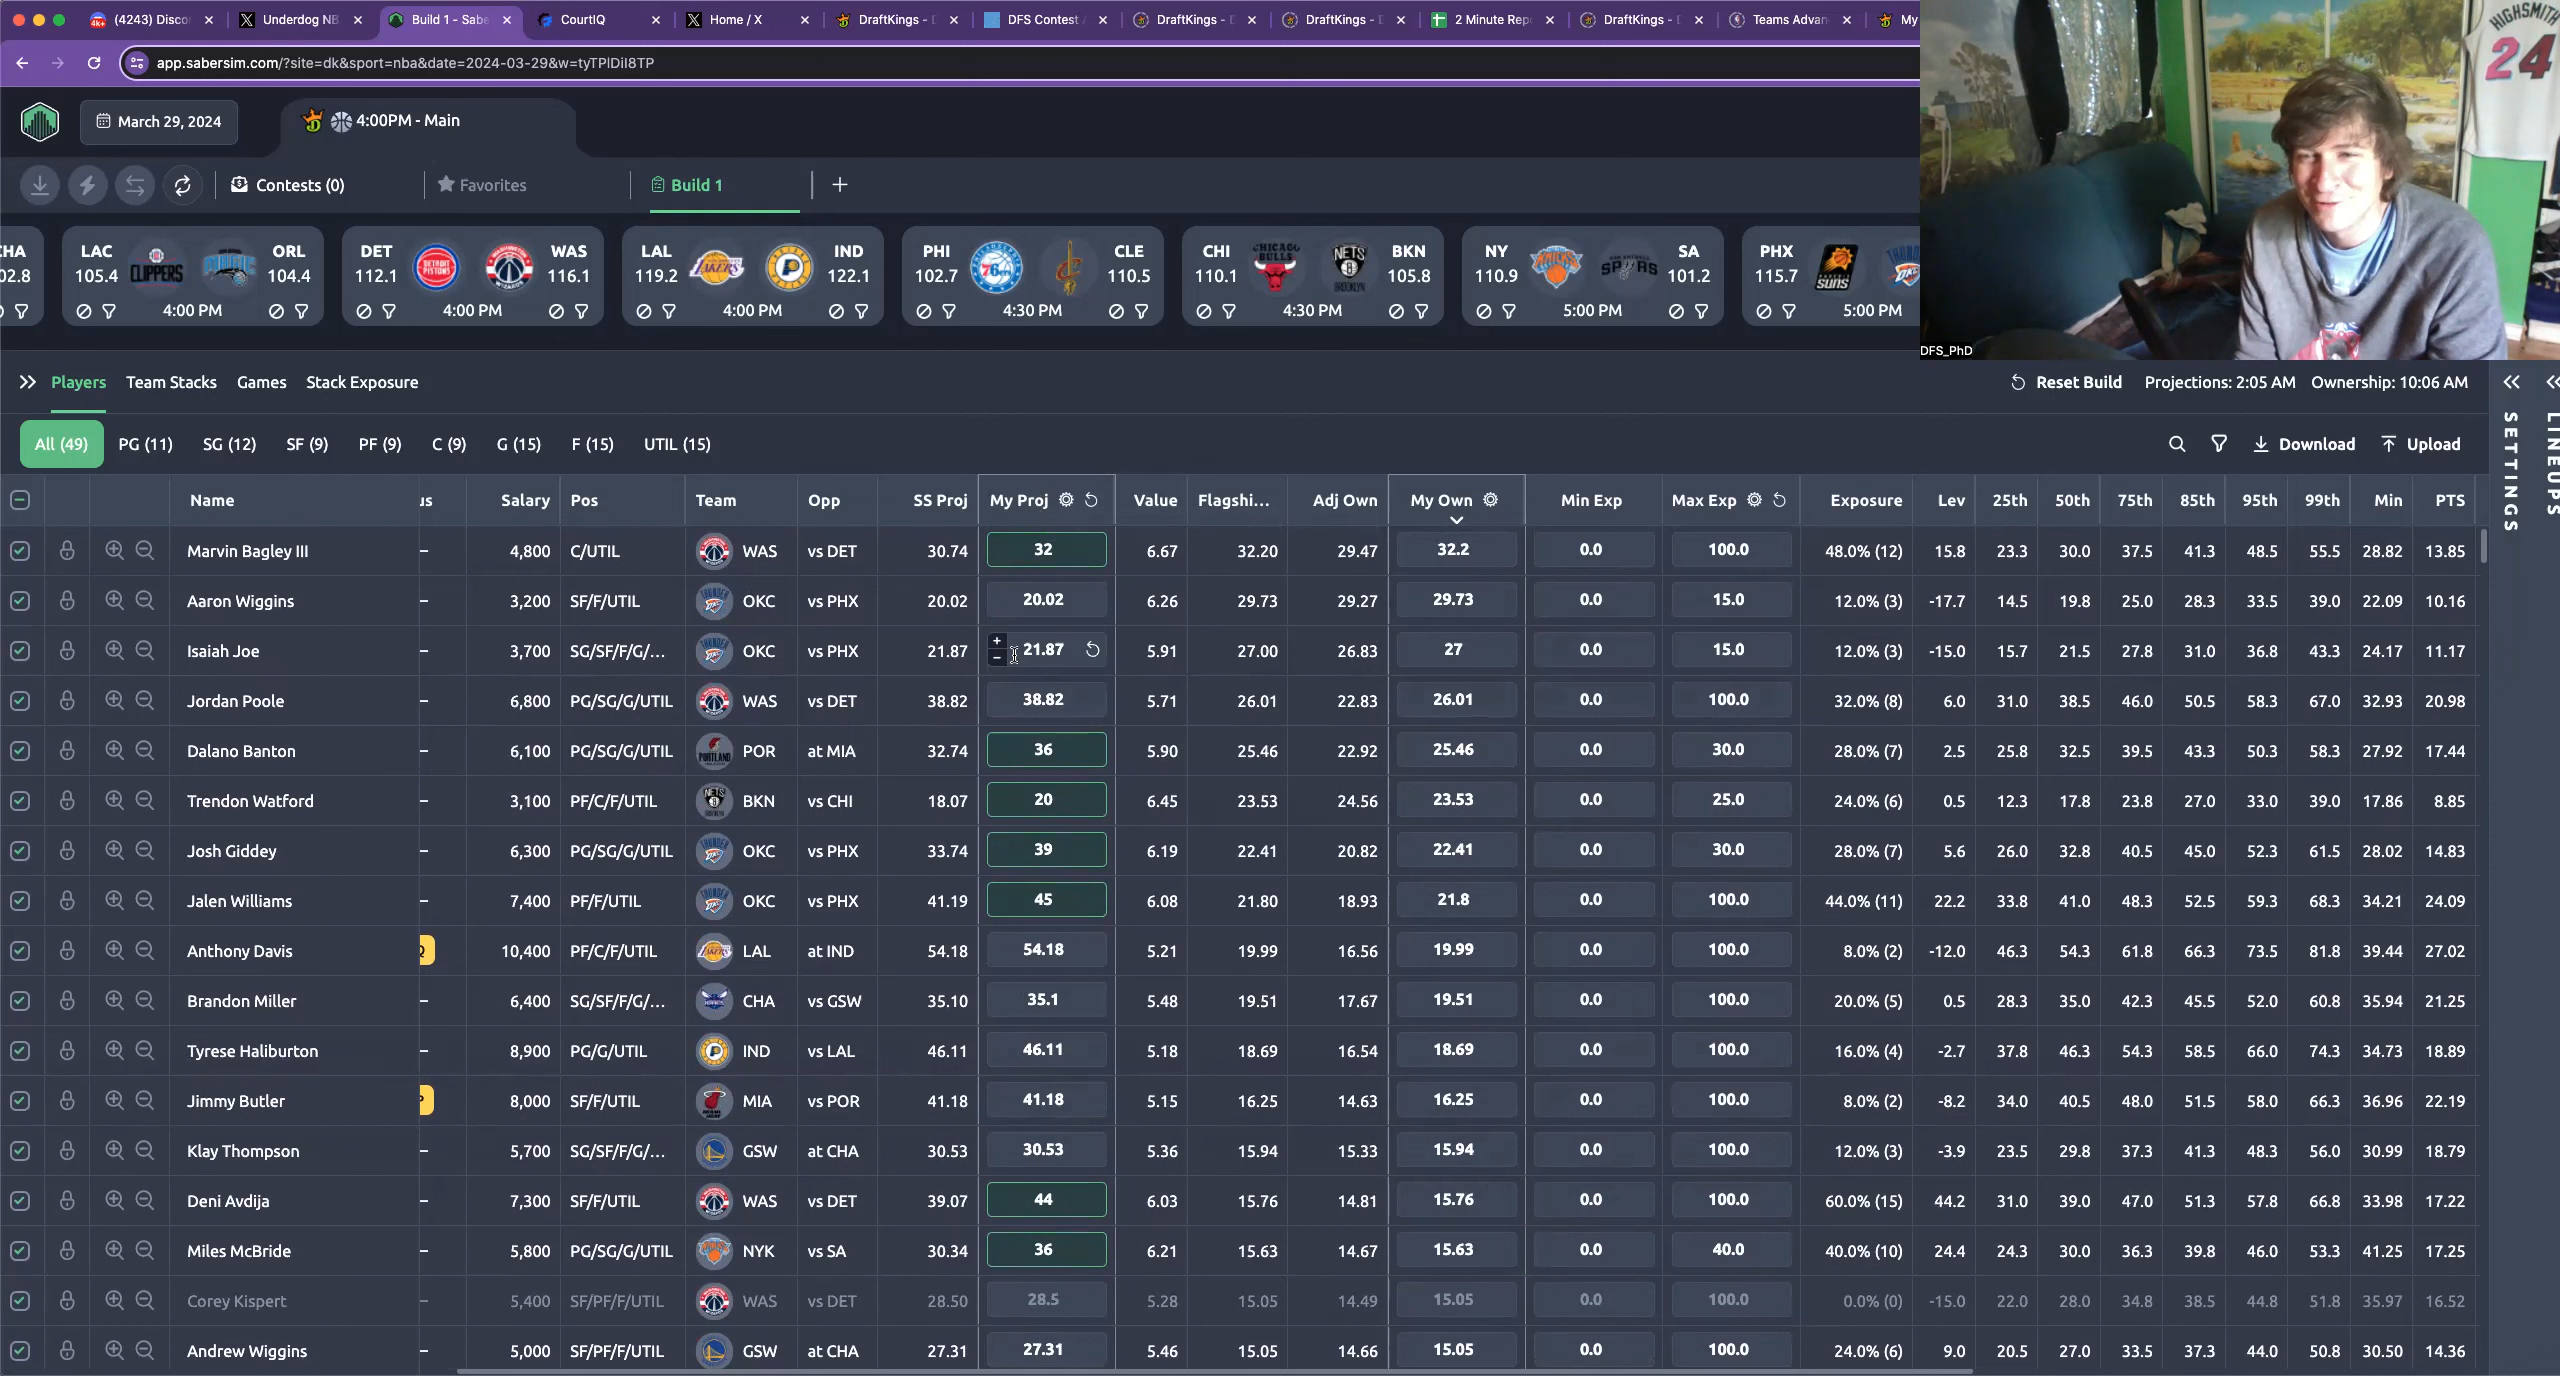 (4243) Disco
Underdog NB
Build 1 - Sabe
CourtIQ
Home / X
DraftKings - D
DFS Contest
DraftKings -
DraftKings -
2 Minute Rep
DraftKings -
Teams Advan
My
app.sabersim.com/?site=dk&sport=nba&date=2024-03-29&w=tyTPlDiI8TP
HIGHSMITH
24
March 29, 2024
4:00PM - Main
Contests (0)
Favorites
Build 1
+
HA LAC ORL DET WAS LAL IND PHI CLE CHI BKN NY SA PHX
02.8 105.4 104.4 112.1 116.1 119.2 122.1 102.7 110.5 110.1 105.8 110.9 101.2 115.7
4:00 PM 4:00 PM 4:00 PM 4:30 PM 4:30 PM 5:00 PM 5:00 PM
DFS_PhD
Players Team Stacks Games Stack Exposure Reset Build Projections: 2:05 AM Ownership: 10:06 AM
SETTINGS
LINEUPS
All (49) PG (11) SG (12) SF (9) PF (9) C (9) G (15) F (15) UTIL (15) Download Upload
Name us Salary Pos Team Opp SS Proj My Proj Value Flagshi... Adj Own My Own Min Exp Max Exp Exposure Lev 25th 50th 75th 85th 95th 99th Min PTS
Marvin Bagley III – 4,800 C/UTIL WAS vs DET 30.74 32 6.67 32.20 29.47 32.2 0.0 100.0 48.0% (12) 15.8 23.3 30.0 37.5 41.3 48.5 55.5 28.82 13.85
Aaron Wiggins – 3,200 SF/F/UTIL OKC vs PHX 20.02 20.02 6.26 29.73 29.27 29.73 0.0 15.0 12.0% (3) -17.7 14.5 19.8 25.0 28.3 33.5 39.0 22.09 10.16
Isaiah Joe – 3,700 SG/SF/F/G/... OKC vs PHX 21.87 + − 21.87 5.91 27.00 26.83 27 0.0 15.0 12.0% (3) -15.0 15.7 21.5 27.8 31.0 36.8 43.3 24.17 11.17
Jordan Poole – 6,800 PG/SG/G/UTIL WAS vs DET 38.82 38.82 5.71 26.01 22.83 26.01 0.0 100.0 32.0% (8) 6.0 31.0 38.5 46.0 50.5 58.3 67.0 32.93 20.98
Dalano Banton – 6,100 PG/SG/G/UTIL POR at MIA 32.74 36 5.90 25.46 22.92 25.46 0.0 30.0 28.0% (7) 2.5 25.8 32.5 39.5 43.3 50.3 58.3 27.92 17.44
Trendon Watford – 3,100 PF/C/F/UTIL BKN vs CHI 18.07 20 6.45 23.53 24.56 23.53 0.0 25.0 24.0% (6) 0.5 12.3 17.8 23.8 27.0 33.0 39.0 17.86 8.85
Josh Giddey – 6,300 PG/SG/G/UTIL OKC vs PHX 33.74 39 6.19 22.41 20.82 22.41 0.0 30.0 28.0% (7) 5.6 26.0 32.8 40.5 45.0 52.3 61.5 28.02 14.83
Jalen Williams – 7,400 PF/F/UTIL OKC vs PHX 41.19 45 6.08 21.80 18.93 21.8 0.0 100.0 44.0% (11) 22.2 33.8 41.0 48.3 52.5 59.3 68.3 34.21 24.09
Anthony Davis Q – 10,400 PF/C/F/UTIL LAL at IND 54.18 54.18 5.21 19.99 16.56 19.99 0.0 100.0 8.0% (2) -12.0 46.3 54.3 61.8 66.3 73.5 81.8 39.44 27.02
Brandon Miller – 6,400 SG/SF/F/G/... CHA vs GSW 35.10 35.1 5.48 19.51 17.67 19.51 0.0 100.0 20.0% (5) 0.5 28.3 35.0 42.3 45.5 52.0 60.8 35.94 21.25
Tyrese Haliburton – 8,900 PG/G/UTIL IND vs LAL 46.11 46.11 5.18 18.69 16.54 18.69 0.0 100.0 16.0% (4) -2.7 37.8 46.3 54.3 58.5 66.0 74.3 34.73 18.89
Jimmy Butler P – 8,000 SF/F/UTIL MIA vs POR 41.18 41.18 5.15 16.25 14.63 16.25 0.0 100.0 8.0% (2) -8.2 34.0 40.5 48.0 51.5 58.0 66.3 36.96 22.19
Klay Thompson – 5,700 SG/SF/F/G/... GSW at CHA 30.53 30.53 5.36 15.94 15.33 15.94 0.0 100.0 12.0% (3) -3.9 23.5 29.8 37.3 41.3 48.3 56.0 30.99 18.79
Deni Avdija – 7,300 SF/F/UTIL WAS vs DET 39.07 44 6.03 15.76 14.81 15.76 0.0 100.0 60.0% (15) 44.2 31.0 39.0 47.0 51.3 57.8 66.8 33.98 17.22
Miles McBride – 5,800 PG/SG/G/UTIL NYK vs SA 30.34 36 6.21 15.63 14.67 15.63 0.0 40.0 40.0% (10) 24.4 24.3 30.0 36.3 39.8 46.0 53.3 41.25 17.25
Corey Kispert – 5,400 SF/PF/F/UTIL WAS vs DET 28.50 28.5 5.28 15.05 14.49 15.05 0.0 100.0 0.0% (0) -15.0 22.0 28.0 34.8 38.5 44.8 51.8 35.97 16.52
Andrew Wiggins – 5,000 SF/PF/F/UTIL GSW at CHA 27.31 27.31 5.46 15.05 14.66 15.05 0.0 100.0 24.0% (6) 9.0 20.5 27.0 33.5 37.3 44.0 50.8 30.50 14.36